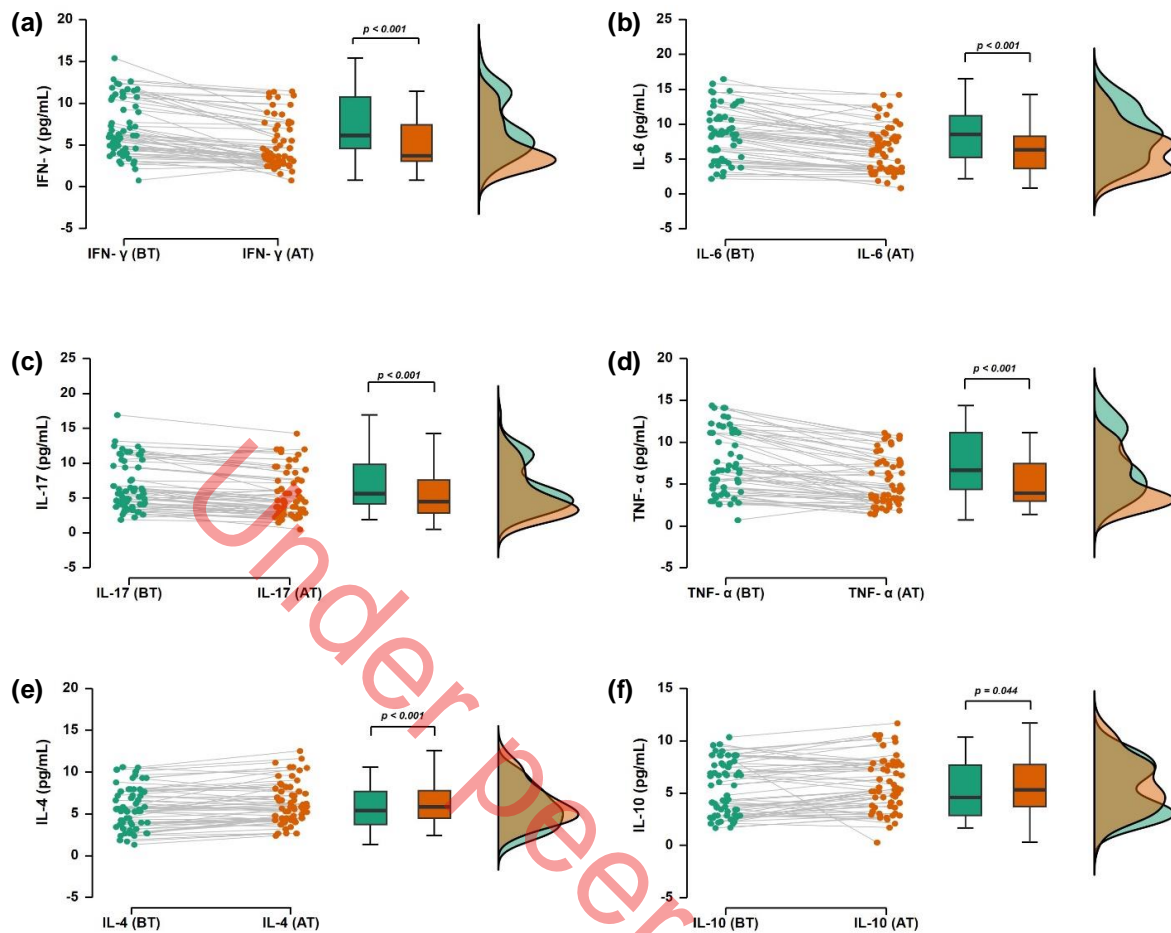 (a)
20
15
10
5
0
-5
IFN- γ (pg/mL)
p < 0.001
IFN- γ (BT)
IFN- γ (AT)
(b)
25
20
15
10
5
0
-5
IL-6 (pg/mL)
p < 0.001
IL-6 (BT)
IL-6 (AT)
(c)
25
20
15
10
5
0
-5
IL-17 (pg/mL)
p < 0.001
IL-17 (BT)
IL-17 (AT)
(d)
20
15
10
5
0
-5
TNF- α (pg/mL)
p < 0.001
TNF- α (BT)
TNF- α (AT)
(e)
20
15
10
5
0
-5
IL-4 (pg/mL)
p < 0.001
IL-4 (BT)
IL-4 (AT)
(f)
15
10
5
0
-5
IL-10 (pg/mL)
p = 0.044
IL-10 (BT)
IL-10 (AT)
Under peer